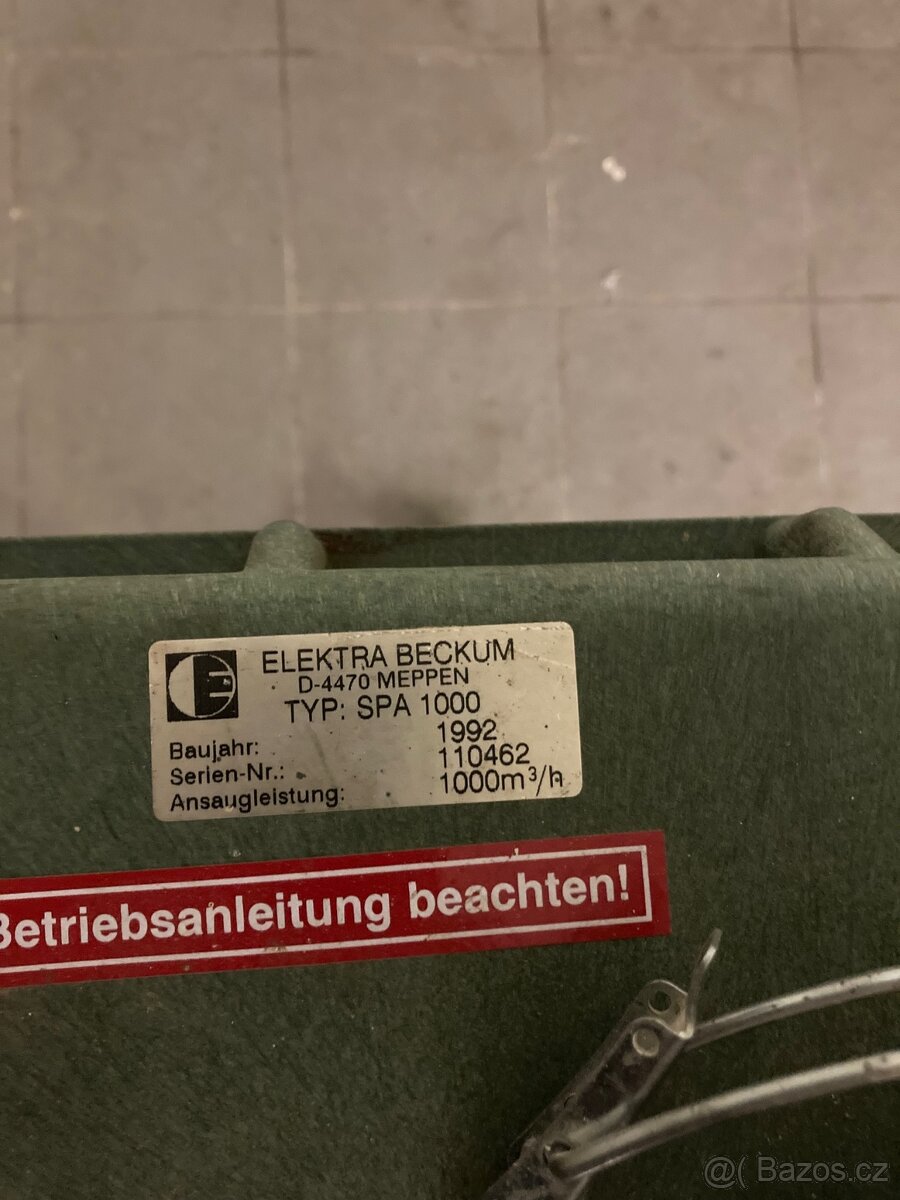 ELEKTRA BECKUM
D-4470 MEPPEN
TYP: SPA 1000
Baujahr: 1992
Serien-Nr.: 110462
Ansaugleistung: 1000m³/h
Betriebsanleitung beachten!
@( Bazos.cz